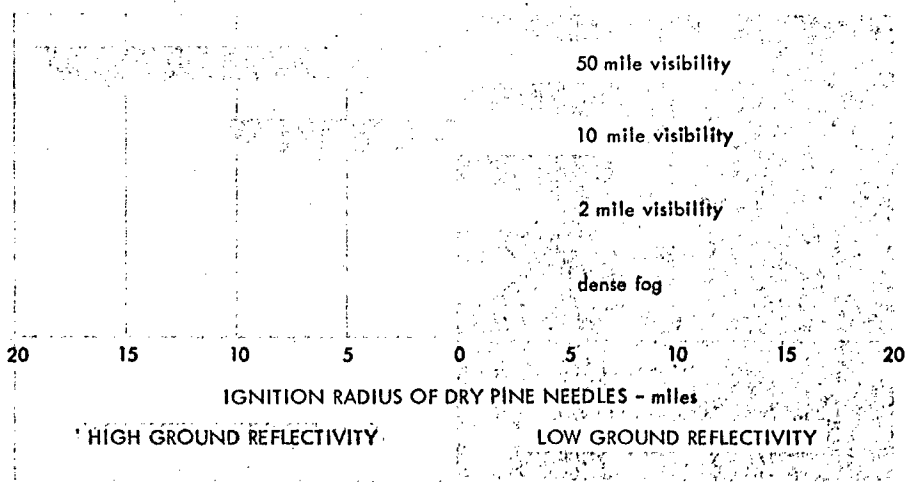 50 mile visibility
10 mile visibility
2 mile visibility
dense fog
20 15 10 5 0 5 10 15 20
IGNITION RADIUS OF DRY PINE NEEDLES - miles
HIGH GROUND REFLECTIVITY LOW GROUND REFLECTIVITY